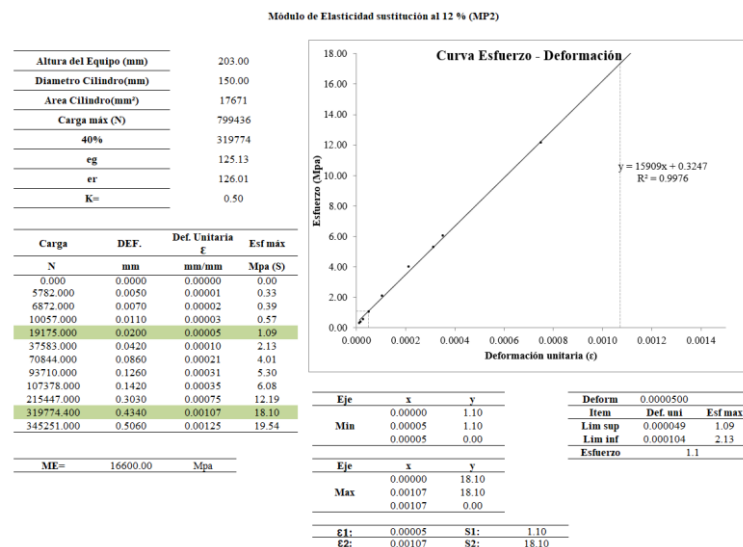 Módulo de Elasticidad sustitución al 12 % (MP2)
Altura del Equipo (mm) 203.00
Diametro Cilindro(mm) 150.00
Area Cilindro(mm²) 17671
Carga máx (N) 799436
40% 319774
eg 125.13
er 126.01
K= 0.50
Carga DEF. Def. Unitaria ε Esf máx
N mm mm/mm Mpa (S)
0.000 0.0000 0.00000 0.00
5782.000 0.0050 0.00001 0.33
6872.000 0.0070 0.00002 0.39
10057.000 0.0110 0.00003 0.57
19175.000 0.0200 0.00005 1.09
37583.000 0.0420 0.00010 2.13
70844.000 0.0860 0.00021 4.01
93710.000 0.1260 0.00031 5.30
107378.000 0.1420 0.00035 6.08
215447.000 0.3030 0.00075 12.19
319774.400 0.4340 0.00107 18.10
345251.000 0.5060 0.00125 19.54
ME= 16600.00 Mpa
Curva Esfuerzo - Deformación
Esfuerzo (Mpa)
18.00
16.00
14.00
12.00
10.00
8.00
6.00
4.00
2.00
0.00
y = 15909x + 0.3247
R² = 0.9976
0.0000 0.0002 0.0004 0.0006 0.0008 0.0010 0.0012 0.0014
Deformación unitaria (ε)
Eje x y
0.00000 1.10
Min 0.00005 1.10
0.00005 0.00
Eje x y
0.00000 18.10
Max 0.00107 18.10
0.00107 0.00
ε1: 0.00005 S1: 1.10
ε2: 0.00107 S2: 18.10
Deform 0.0000500
Item Def. uni Esf max
Lim sup 0.000049 1.09
Lim inf 0.000104 2.13
Esfuerzo 1.1